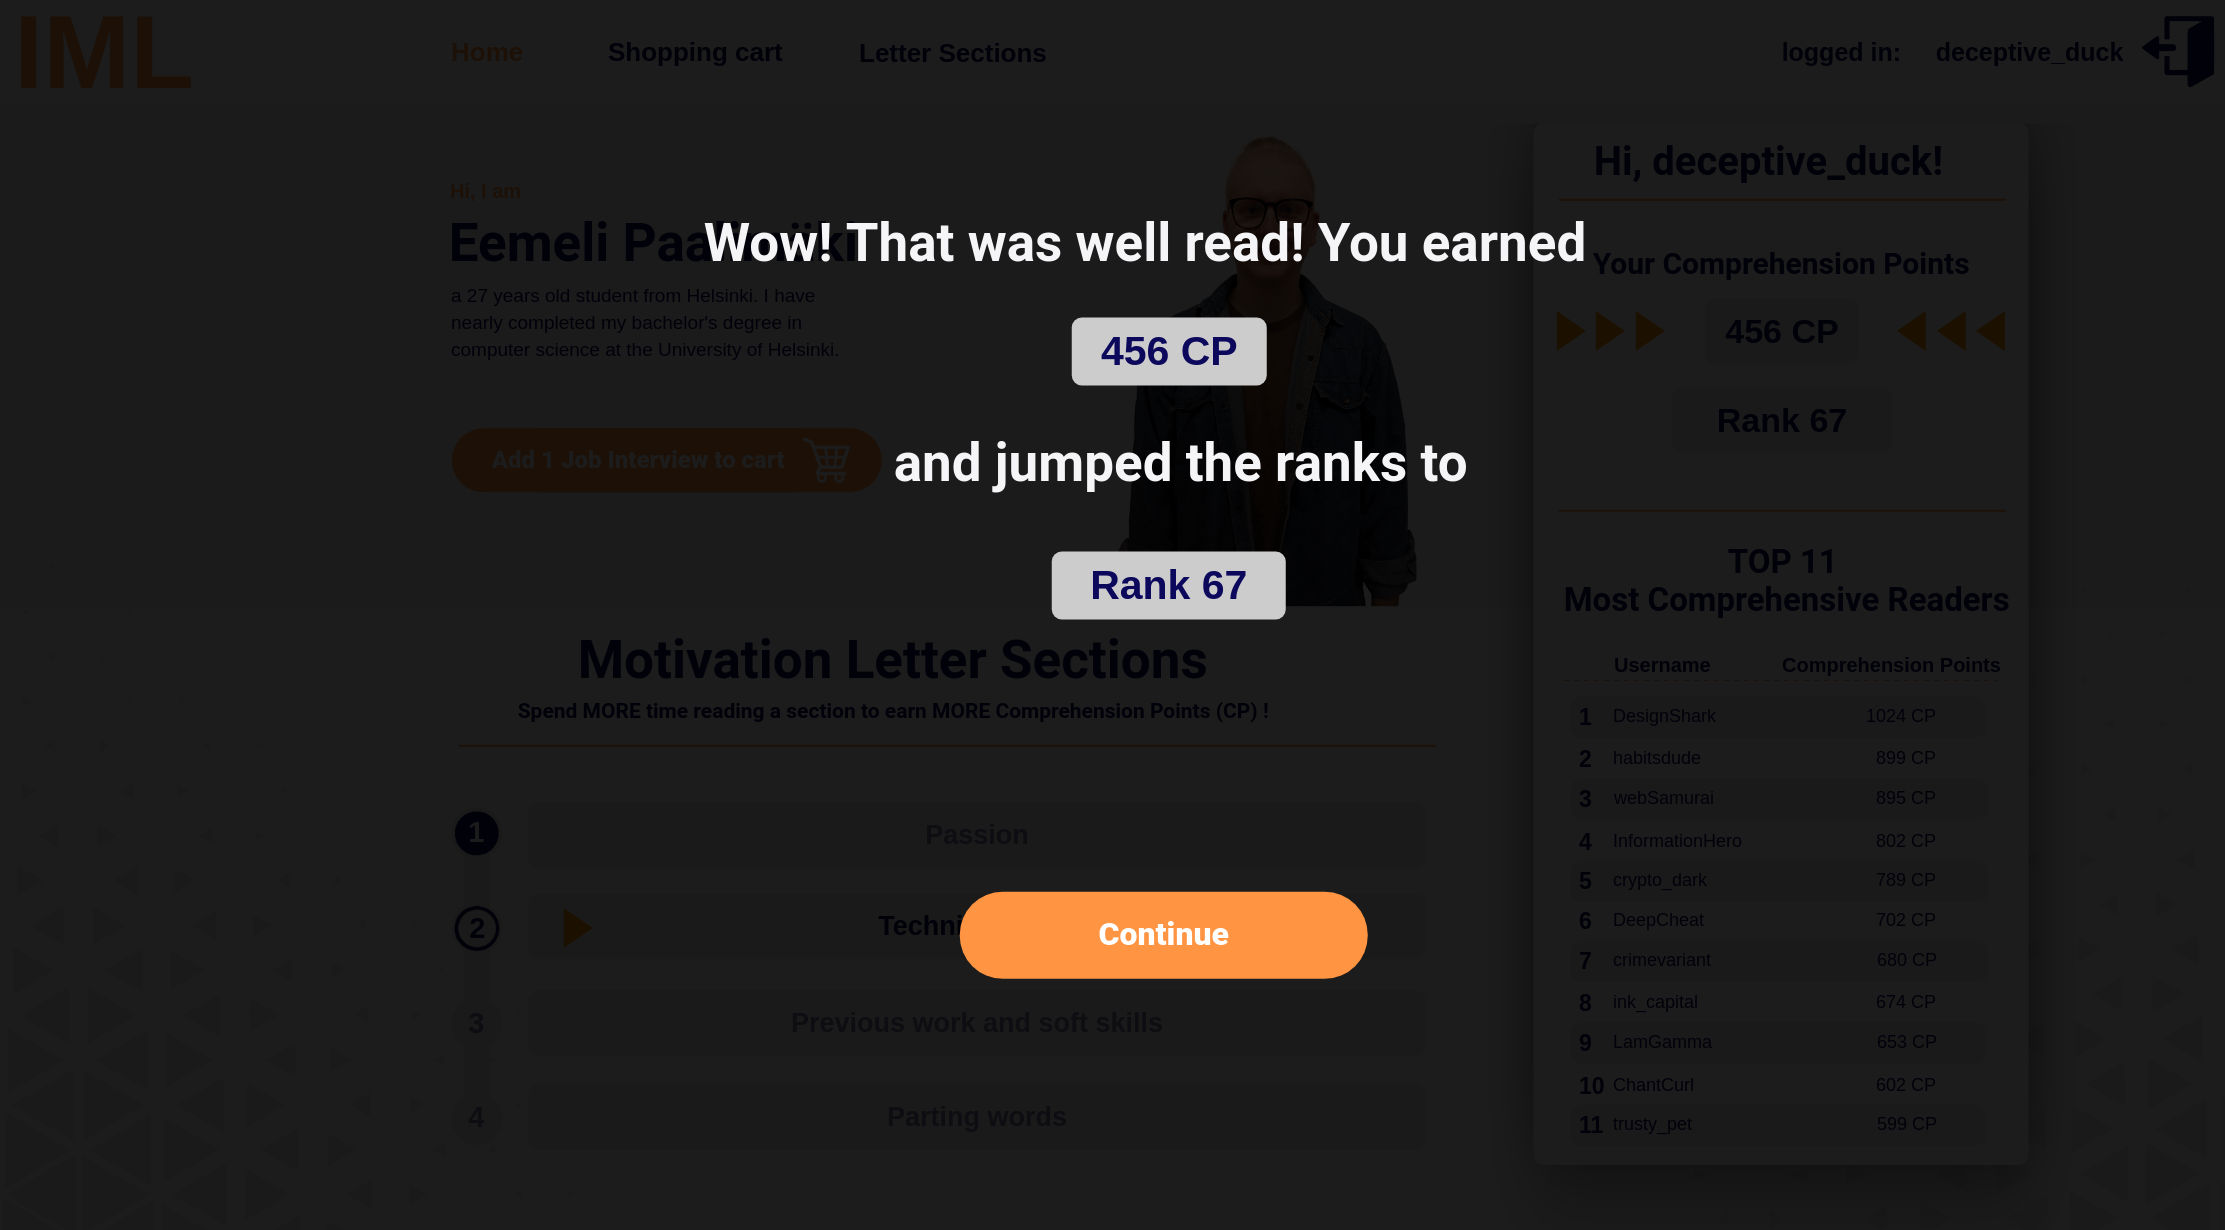 IML
Home
Shopping cart
Letter Sections
logged in:
deceptive_duck
Hi, I am
Eemeli
a 27 years old student from Helsinki. I have
nearly completed my bachelor's degree in
computer science at the University of Helsinki.
Add 1 Job Interview to cart
Wow! That was well read! You earned
456 CP
and jumped the ranks to
Rank 67
Continue
Motivation Letter Sections
Spend MORE time reading a section to earn MORE Comprehension Points (CP) !
1
Passion
2
3
Previous work and soft skills
4
Parting words
Hi, deceptive_duck!
Your Comprehension Points
456 CP
Rank 67
TOP 11
Most Comprehensive Readers
Username Comprehension Points
1 DesignShark 1024 CP
2 habitsdude 899 CP
3 webSamurai 895 CP
4 InformationHero 802 CP
5 crypto_dark 789 CP
6 DeepCheat 702 CP
7 crimevariant 680 CP
8 ink_capital 674 CP
9 LamGamma 653 CP
10 ChantCurl 602 CP
11 trusty_pet 599 CP